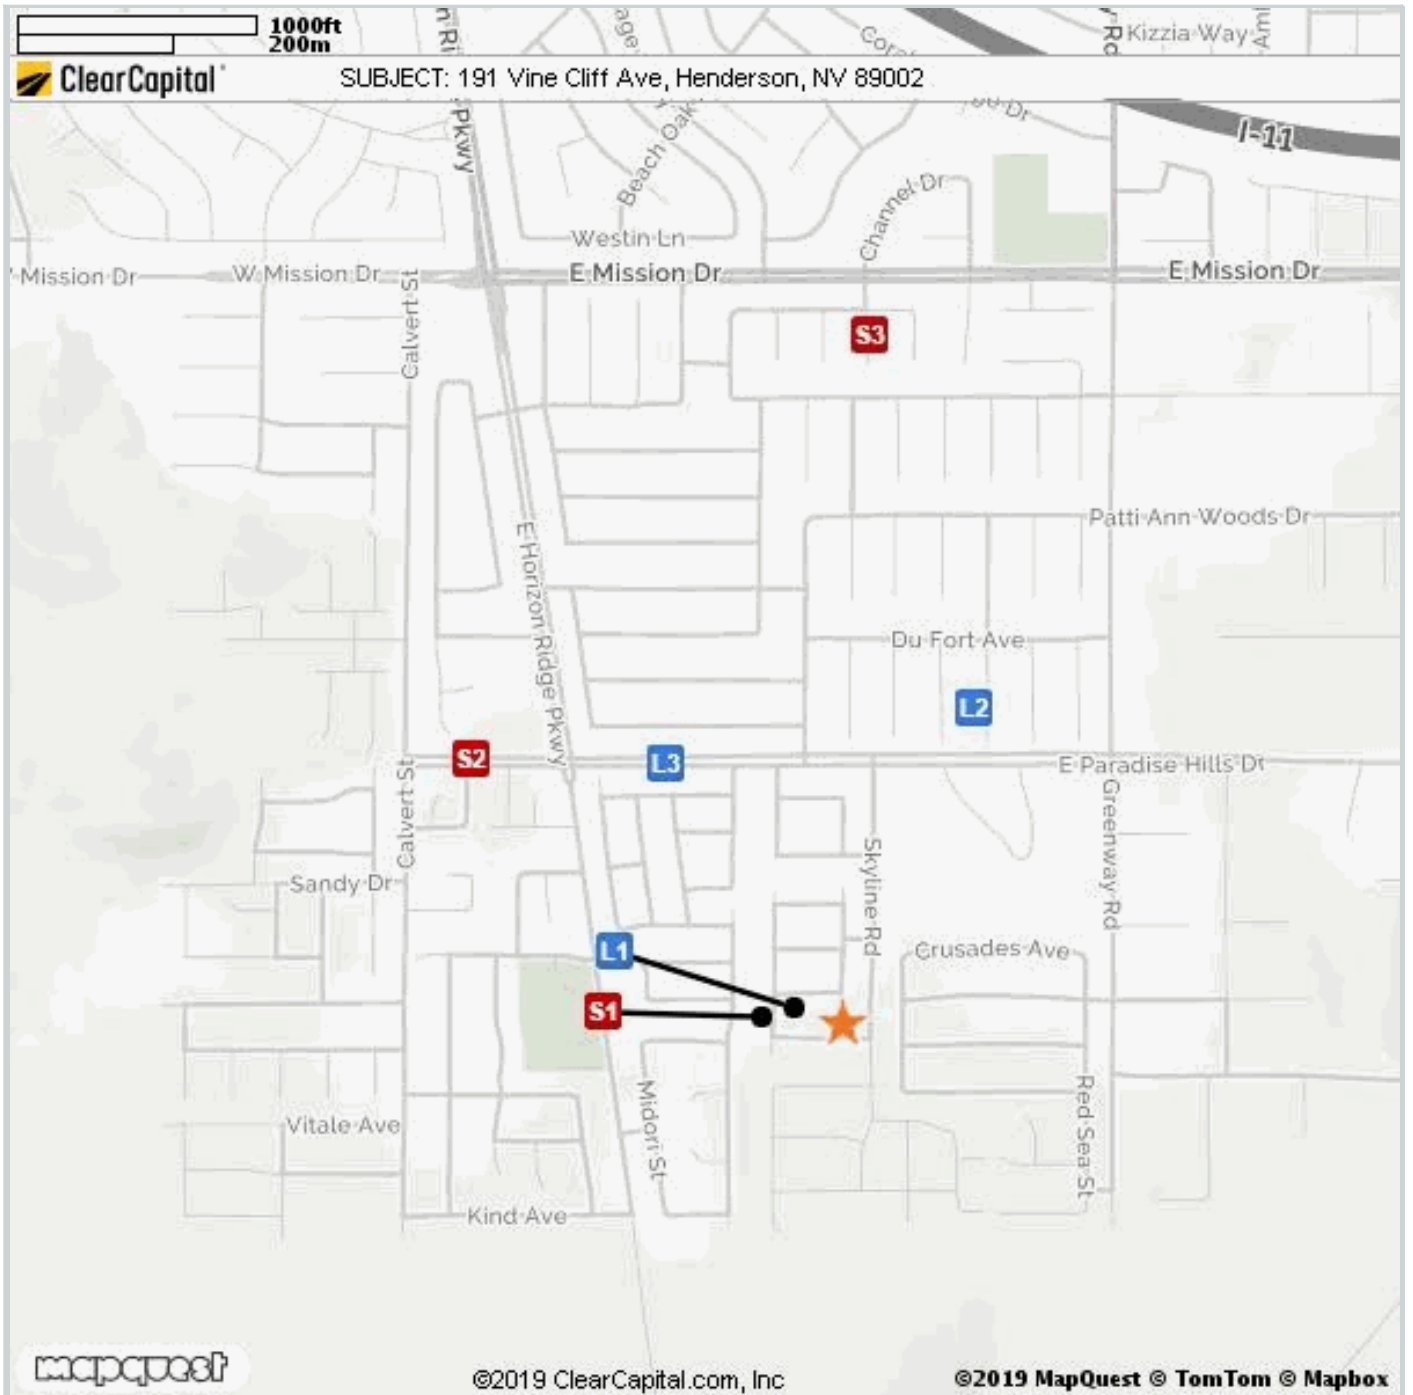 1000ft
200m
Kizzia Way
ClearCapital
SUBJECT: 191 Vine Cliff Ave, Henderson, NV 89002
Pkwy
Rd
I-11
Beach Oak
Channel Dr
Westin Ln
Mission Dr
W Mission Dr
E Mission Dr
E Mission Dr
Calvert St
S3
Patti Ann Woods Dr
E Horizon Ridge Pkwy
Du Fort Ave
L2
S2
L3
E Paradise Hills Dr
Calvert St
Greenway Rd
Skyline Rd
Sandy Dr
L1
Crusades Ave
S1
Midori St
Red Sea St
Vitale Ave
Kind Ave
mapquest
©2019 ClearCapital.com, Inc
©2019 MapQuest © TomTom © Mapbox